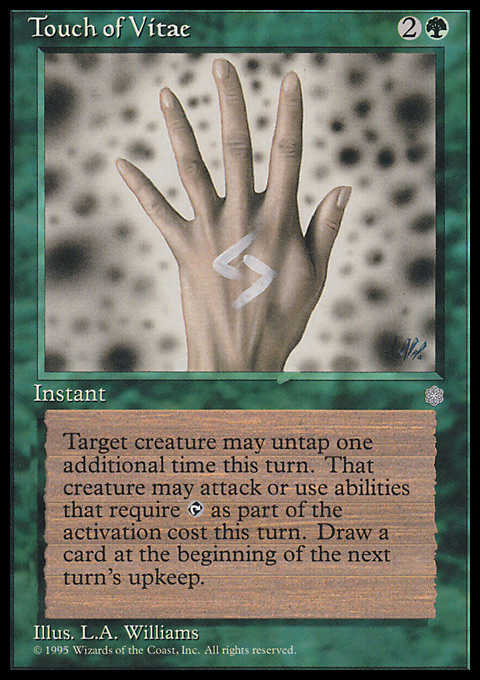 Touch of Vitae 2
Instant
Target creature may untap one
additional time this turn. That
creature may attack or use abilities
that require as part of the
activation cost this turn. Draw a
card at the beginning of the next
turn's upkeep.
Illus. L.A. Williams
© 1995 Wizards of the Coast, Inc. All rights reserved.